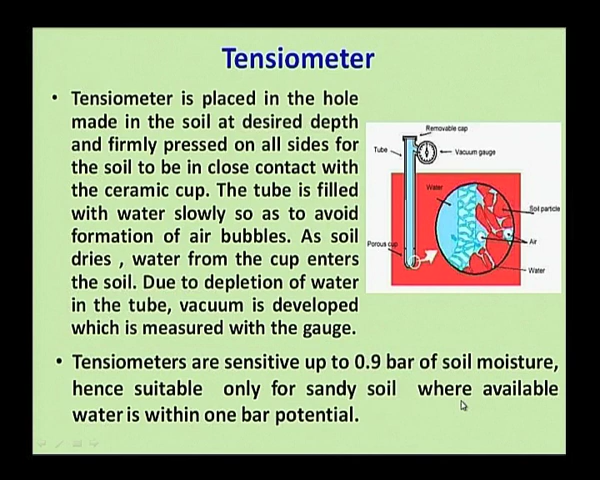 Tensiometer
• Tensiometer is placed in the hole
made in the soil at desired depth
and firmly pressed on all sides for
the soil to be in close contact with
the ceramic cup. The tube is filled
with water slowly so as to avoid
formation of air bubbles. As soil
dries , water from the cup enters
the soil. Due to depletion of water
in the tube, vacuum is developed
which is measured with the gauge.
Removable cap
Tube
Vacuum gauge
Water
Soil particle
Air
Porous cup
Water
• Tensiometers are sensitive up to 0.9 bar of soil moisture,
hence suitable only for sandy soil where available
water is within one bar potential.